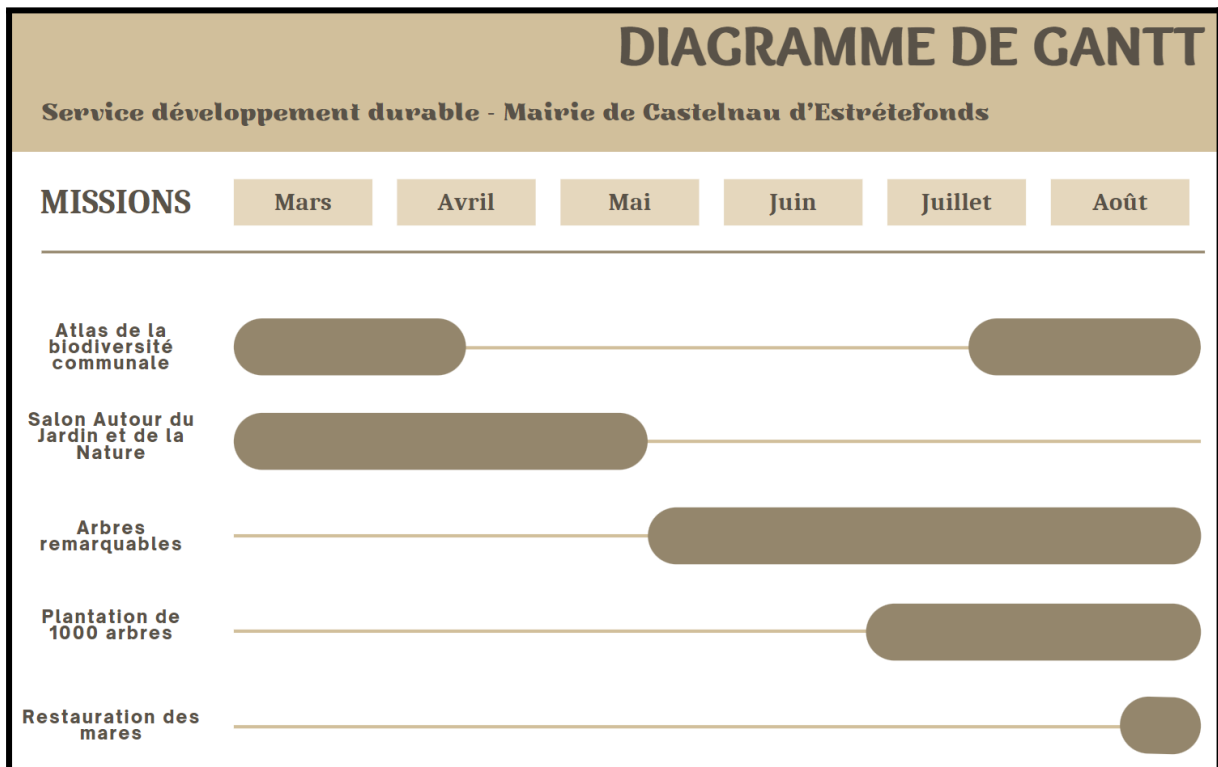 DIAGRAMME DE GANTT
Service développement durable - Mairie de Castelnau d'Estrétefonds
MISSIONS Mars Avril Mai Juin Juillet Août
Atlas de la
biodiversité
communale
Salon Autour du
Jardin et de la
Nature
Arbres
remarquables
Plantation de
1000 arbres
Restauration des
mares